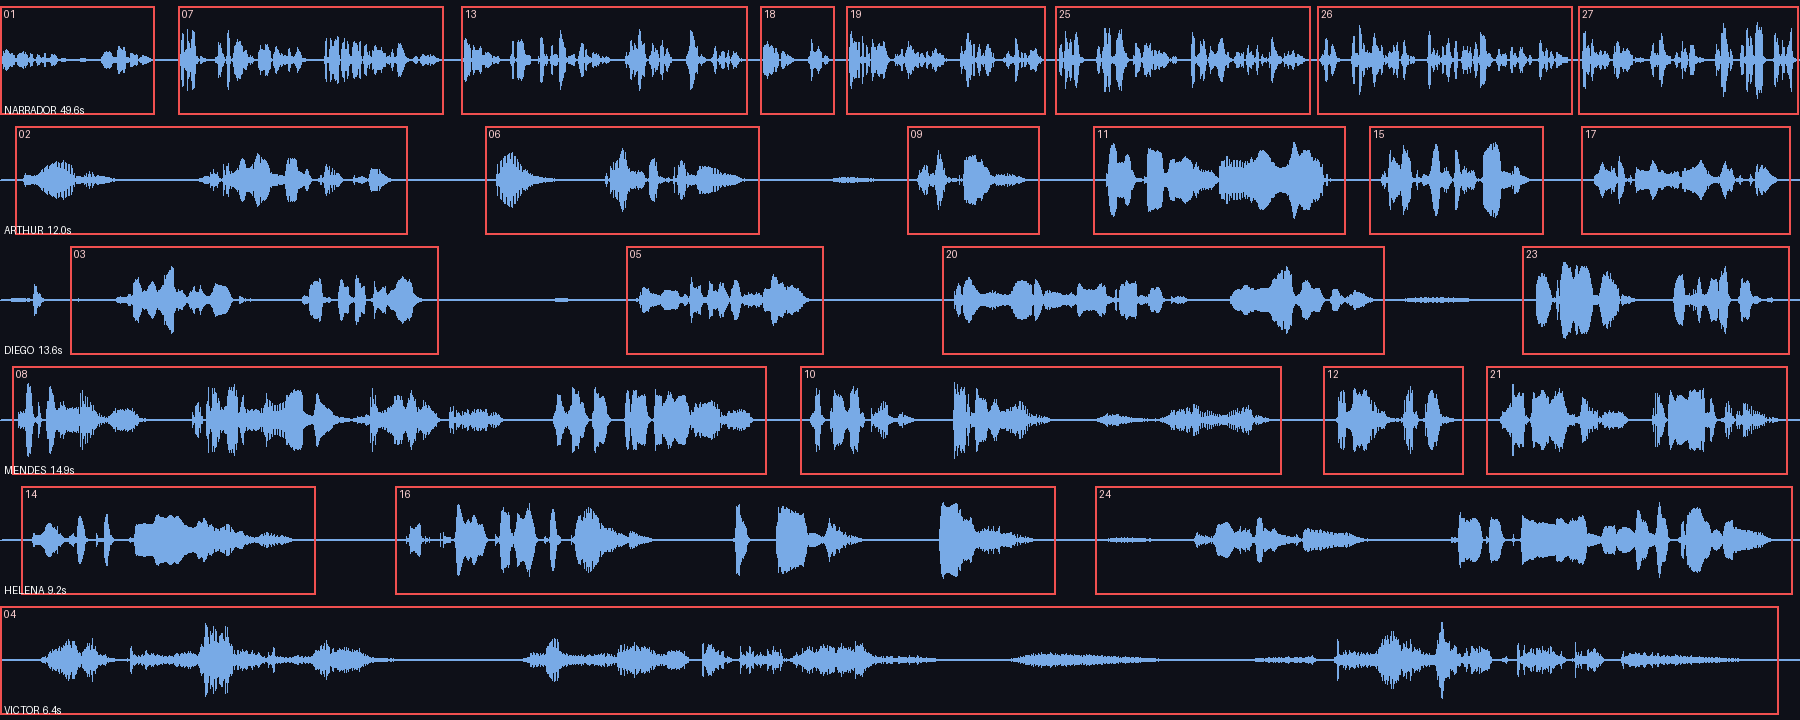 01 07 13 18 19 25 26 27
NARRADOR 49.6s
02 06 09 11 15 17
ARTHUR 12.0s
03 05 20 23
DIEGO 13.6s
08 10 12 21
MENDES 14.9s
14 16 24
HELENA 9.2s
04
VICTOR 6.4s